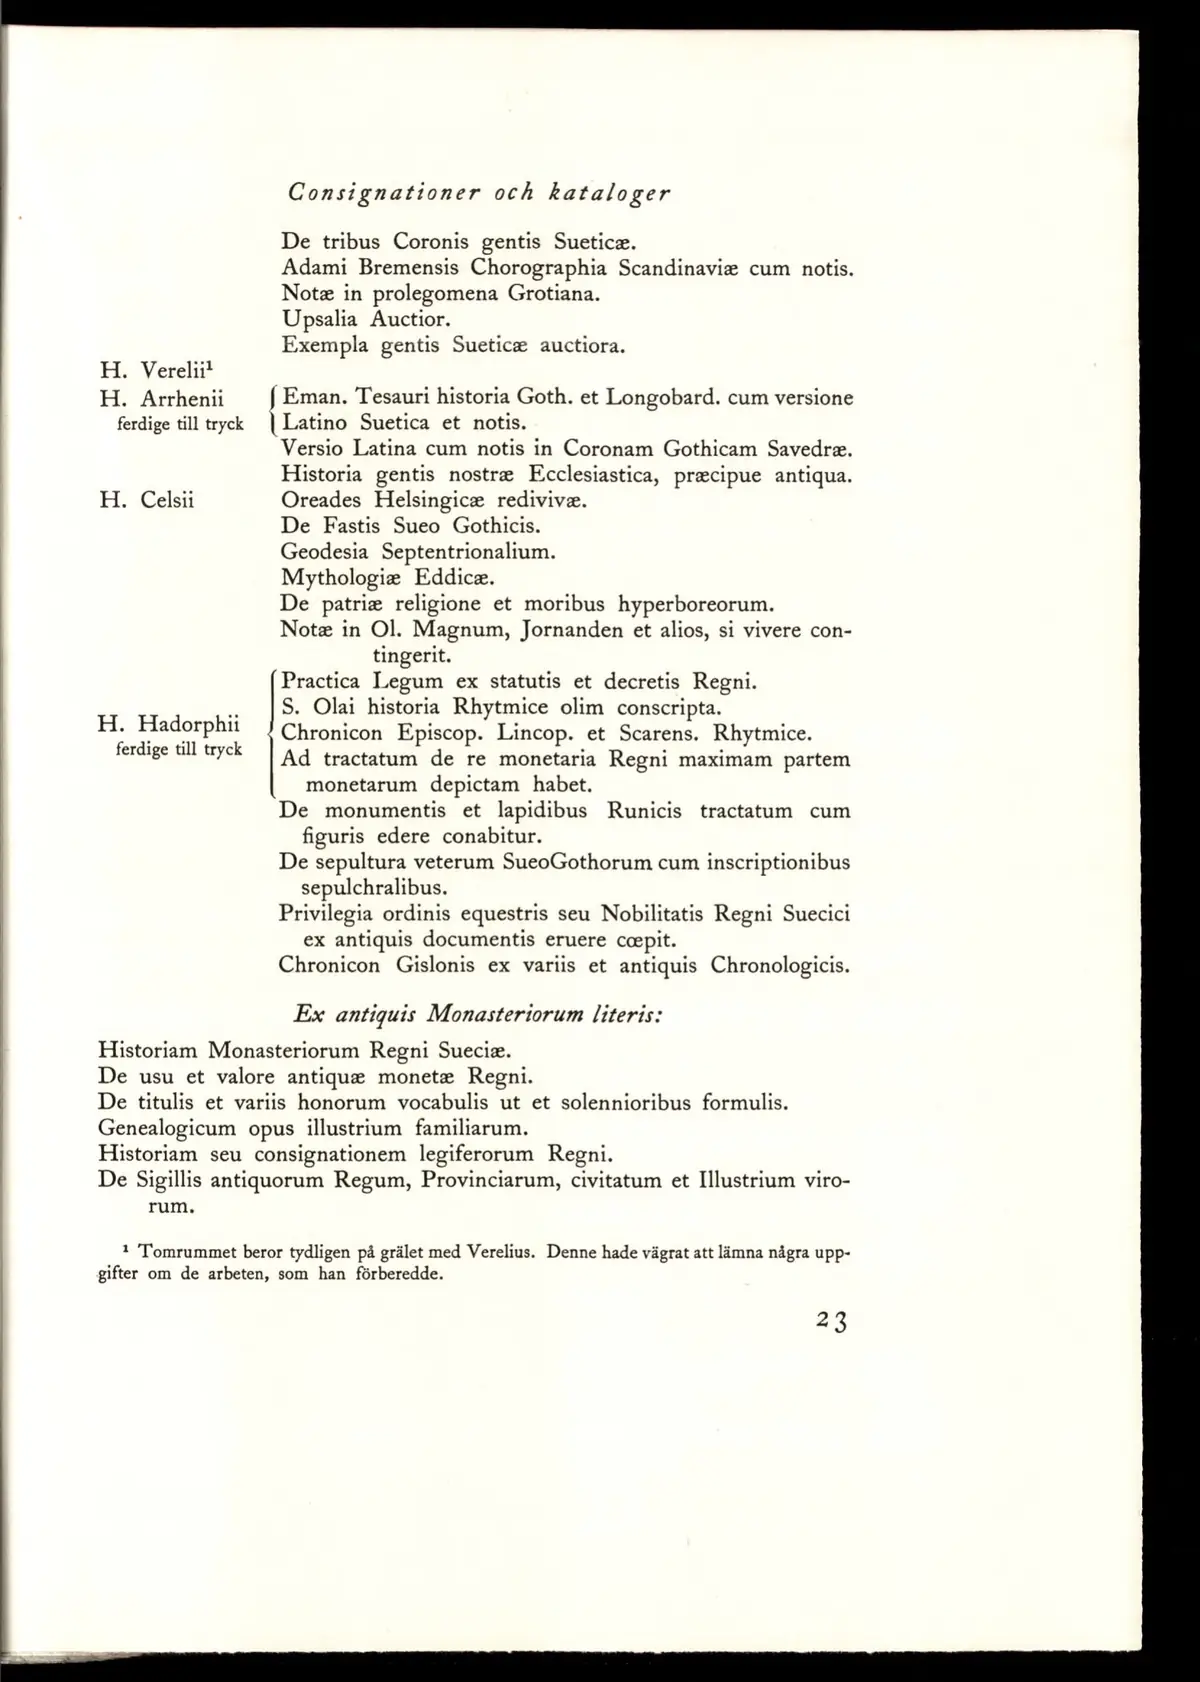 Consignationer och kataloger
De tribus Coronis gentis Sueticæ.
Adami Bremensis Chorographia Scandinaviæ cum notis.
Notæ in prolegomena Grotiana.
Upsalia Auctior.
Exempla gentis Sueticæ auctiora.
H. Verelii¹
H. Arrhenii { Eman. Tesauri historia Goth. et Longobard. cum versione
ferdige till tryck { Latino Suetica et notis.
Versio Latina cum notis in Coronam Gothicam Savedræ.
Historia gentis nostræ Ecclesiastica, præcipue antiqua.
H. Celsii Oreades Helsingicæ redivivæ.
De Fastis Sueo Gothicis.
Geodesia Septentrionalium.
Mythologiæ Eddicæ.
De patriæ religione et moribus hyperboreorum.
Notæ in Ol. Magnum, Jornanden et alios, si vivere con-
tingerit.
Practica Legum ex statutis et decretis Regni.
S. Olai historia Rhytmice olim conscripta.
H. Hadorphii { Chronicon Episcop. Lincop. et Scarens. Rhytmice.
ferdige till tryck Ad tractatum de re monetaria Regni maximam partem
monetarum depictam habet.
De monumentis et lapidibus Runicis tractatum cum
figuris edere conabitur.
De sepultura veterum SueoGothorum cum inscriptionibus
sepulchralibus.
Privilegia ordinis equestris seu Nobilitatis Regni Suecici
ex antiquis documentis eruere cœpit.
Chronicon Gislonis ex variis et antiquis Chronologicis.
Ex antiquis Monasteriorum literis:
Historiam Monasteriorum Regni Sueciæ.
De usu et valore antiquæ monetæ Regni.
De titulis et variis honorum vocabulis ut et solennioribus formulis.
Genealogicum opus illustrium familiarum.
Historiam seu consignationem legiferorum Regni.
De Sigillis antiquorum Regum, Provinciarum, civitatum et Illustrium viro-
rum.
¹ Tomrummet beror tydligen på grälet med Verelius. Denne hade vägrat att lämna några upp-
gifter om de arbeten, som han förberedde.
23